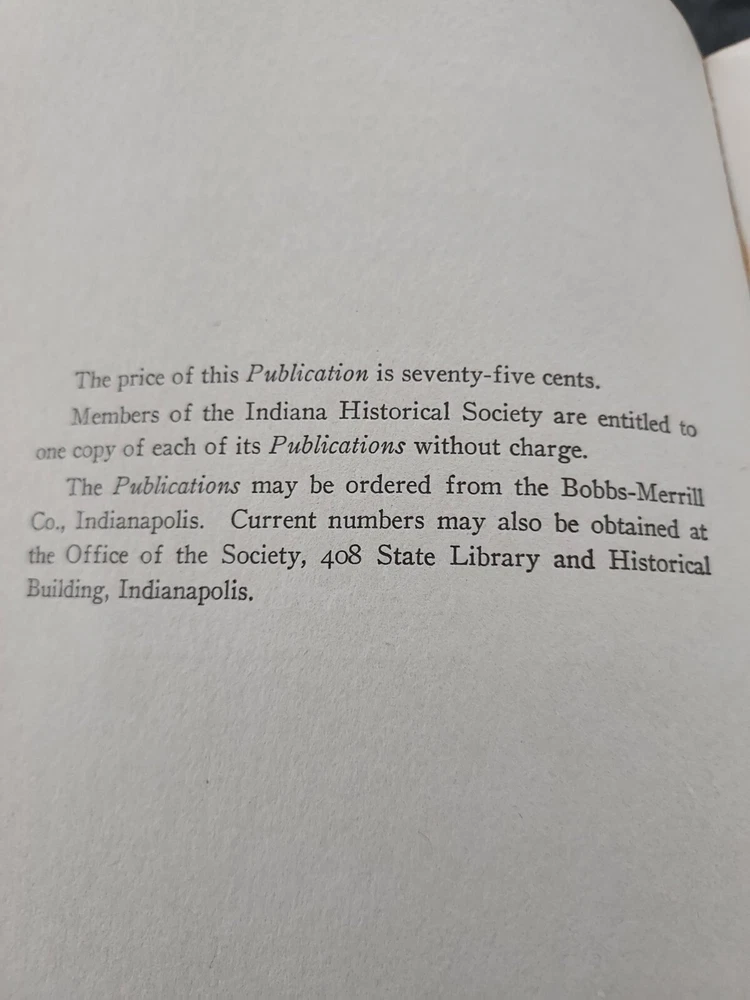 The price of this Publication is seventy-five cents.
Members of the Indiana Historical Society are entitled to
one copy of each of its Publications without charge.
The Publications may be ordered from the Bobbs-Merrill
Co., Indianapolis. Current numbers may also be obtained at
the Office of the Society, 408 State Library and Historical
Building, Indianapolis.